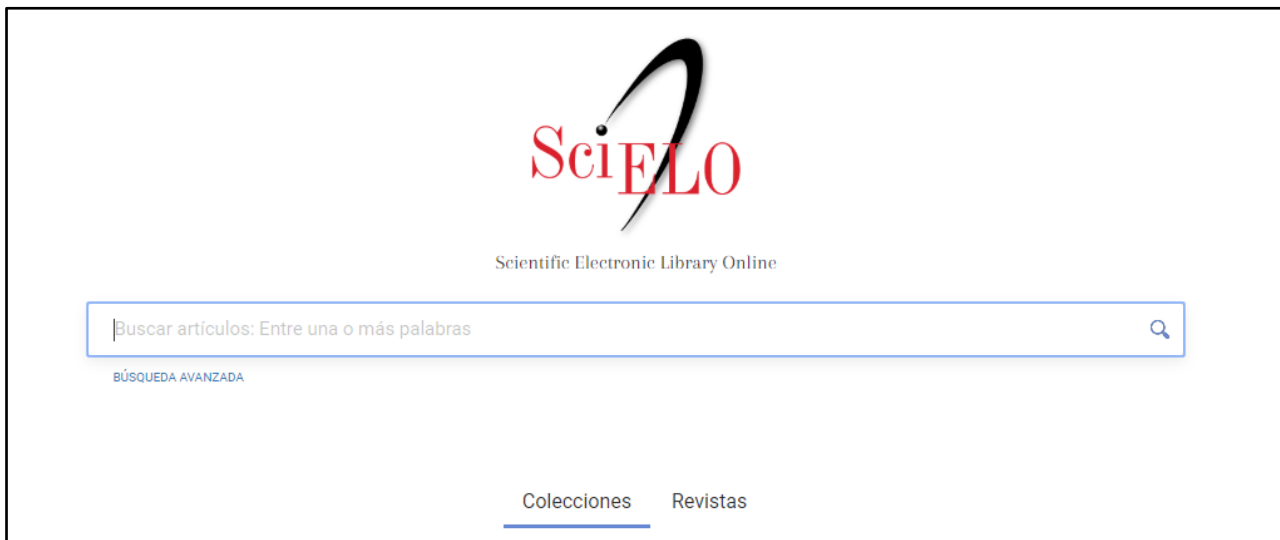 SciELO
Scientific Electronic Library Online
Buscar artículos: Entre una o más palabras
BÚSQUEDA AVANZADA
Colecciones Revistas